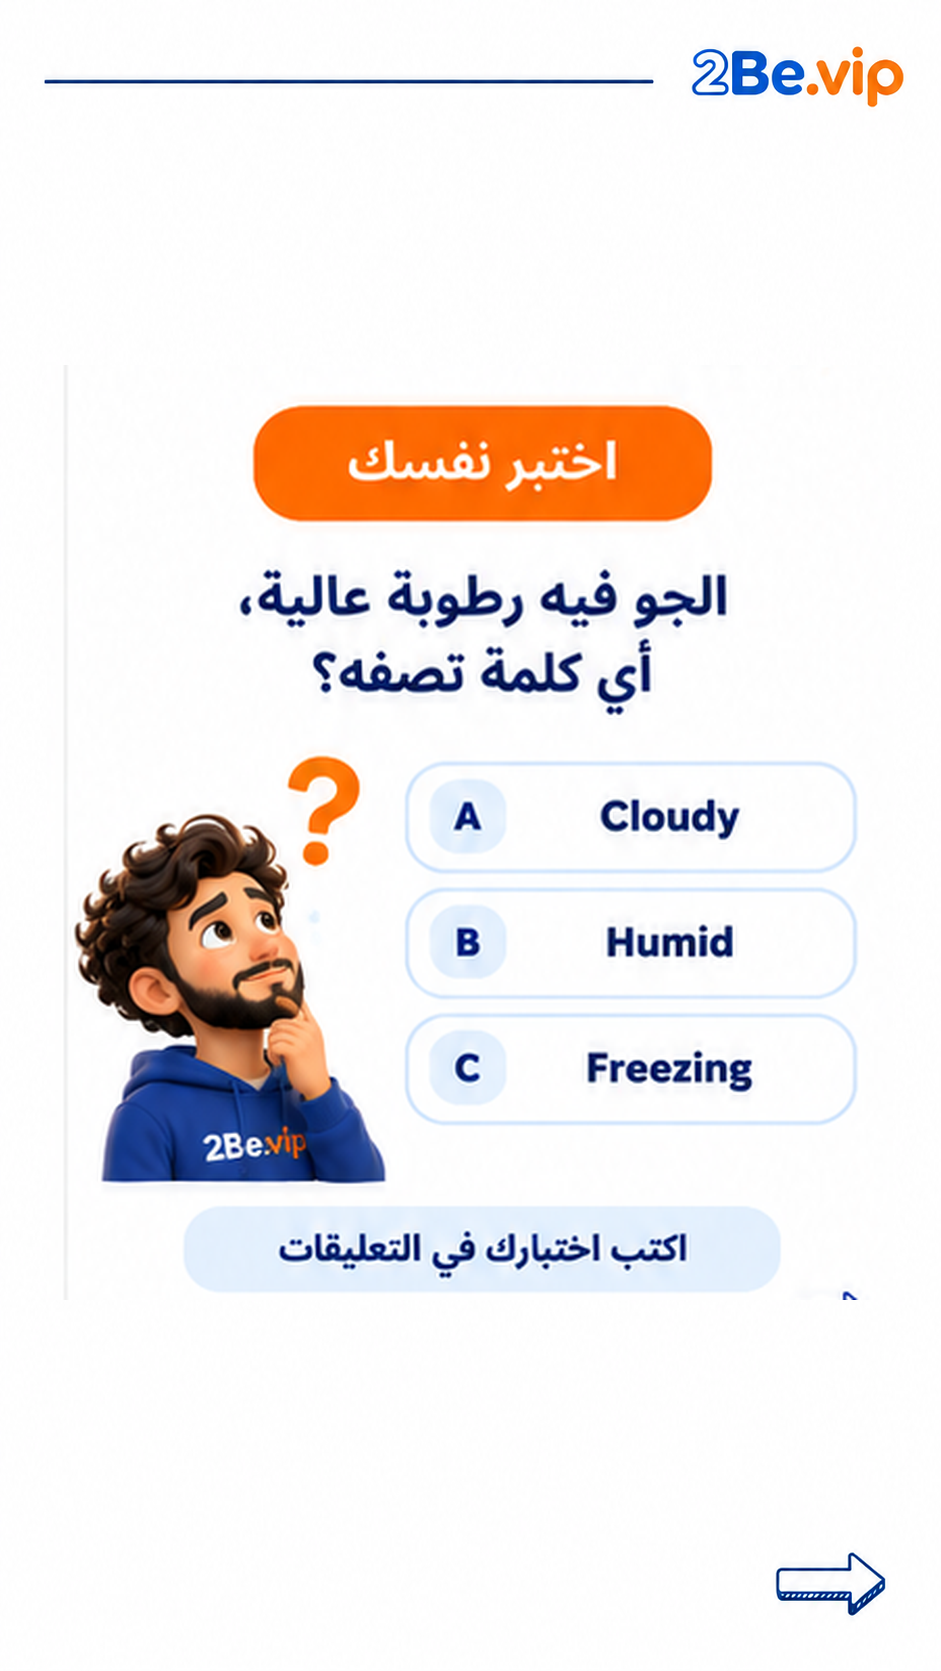 2Be.vip
اختبر نفسك
الجو فيه رطوبة عالية،
أي كلمة تصفه؟
?
A Cloudy
B Humid
C Freezing
2Be.vip
اكتب اختبارك في التعليقات